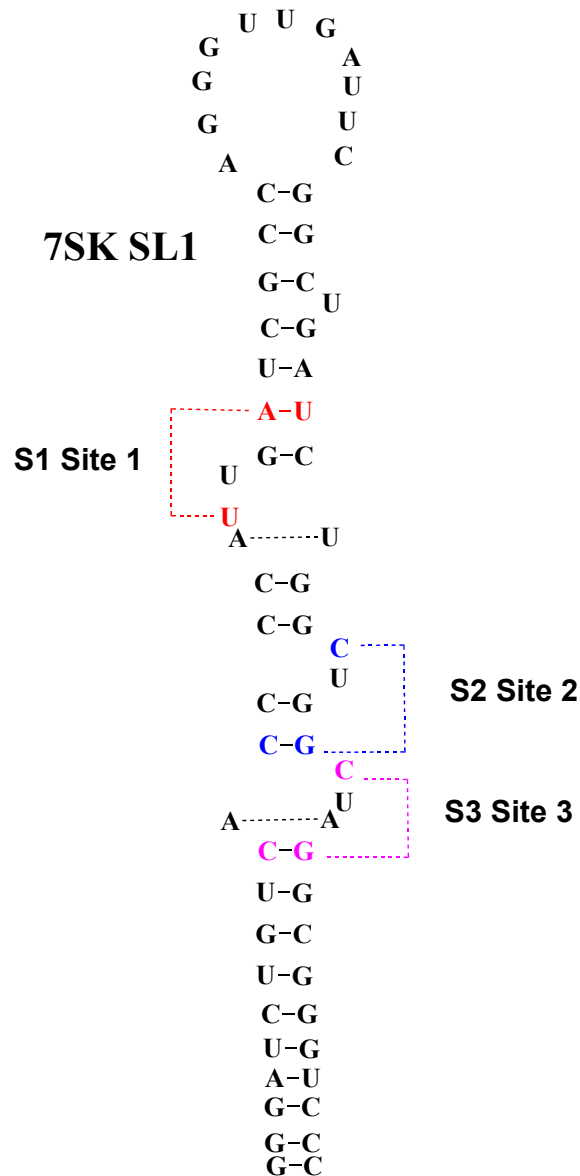 U U G
G A
G U
G U
A C
C-G
7SK SL1
C-G
G-C
U
C-G
U-A
A-U
S1 Site 1
G-C
U
U
A U
C-G
C-G
C
U
S2 Site 2
C-G
C-G
C
U
S3 Site 3
A A
C-G
U-G
G-C
U-G
C-G
U-G
A-U
G-C
G-C
G-C